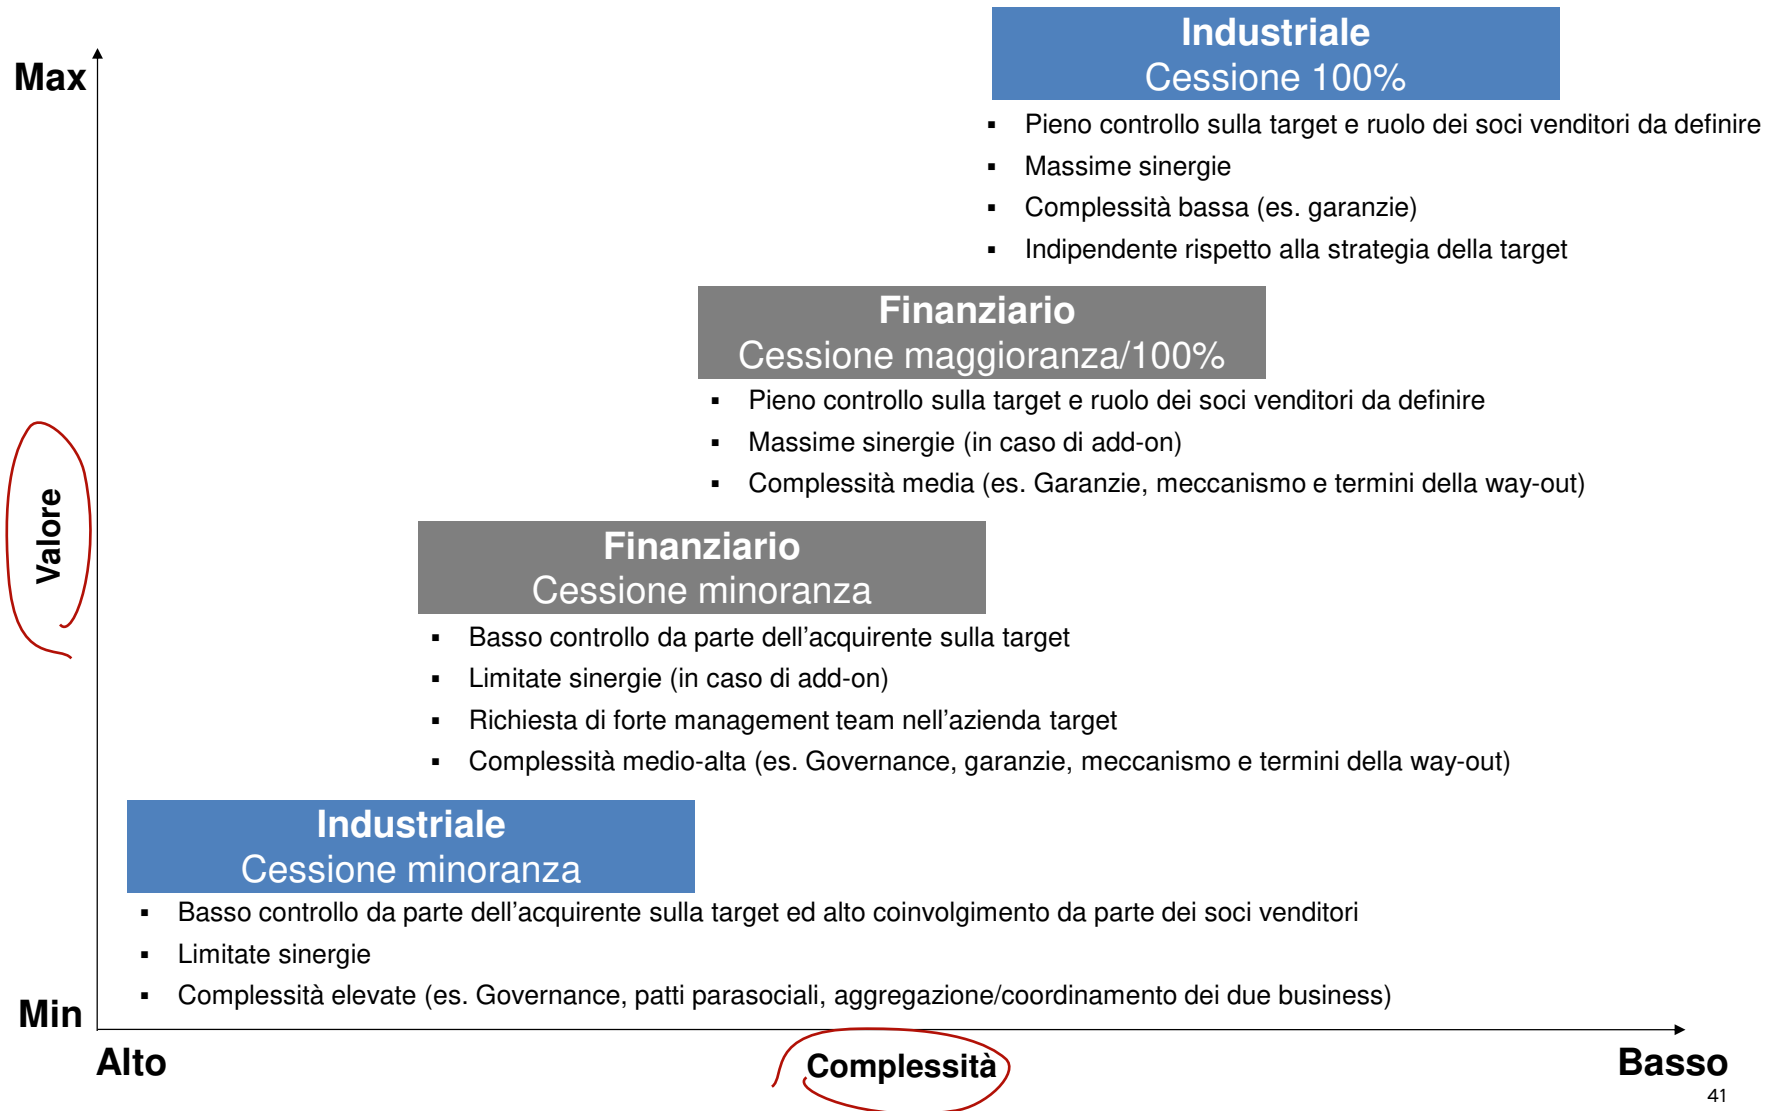 Max
Industriale
Cessione 100%
▪ Pieno controllo sulla target e ruolo dei soci venditori da definire
▪ Massime sinergie
▪ Complessità bassa (es. garanzie)
▪ Indipendente rispetto alla strategia della target
Finanziario
Cessione maggioranza/100%
▪ Pieno controllo sulla target e ruolo dei soci venditori da definire
▪ Massime sinergie (in caso di add-on)
▪ Complessità media (es. Garanzie, meccanismo e termini della way-out)
Valore
Finanziario
Cessione minoranza
▪ Basso controllo da parte dell’acquirente sulla target
▪ Limitate sinergie (in caso di add-on)
▪ Richiesta di forte management team nell’azienda target
▪ Complessità medio-alta (es. Governance, garanzie, meccanismo e termini della way-out)
Industriale
Cessione minoranza
▪ Basso controllo da parte dell’acquirente sulla target ed alto coinvolgimento da parte dei soci venditori
▪ Limitate sinergie
▪ Complessità elevate (es. Governance, patti parasociali, aggregazione/coordinamento dei due business)
Min
Alto
Complessità
Basso
41